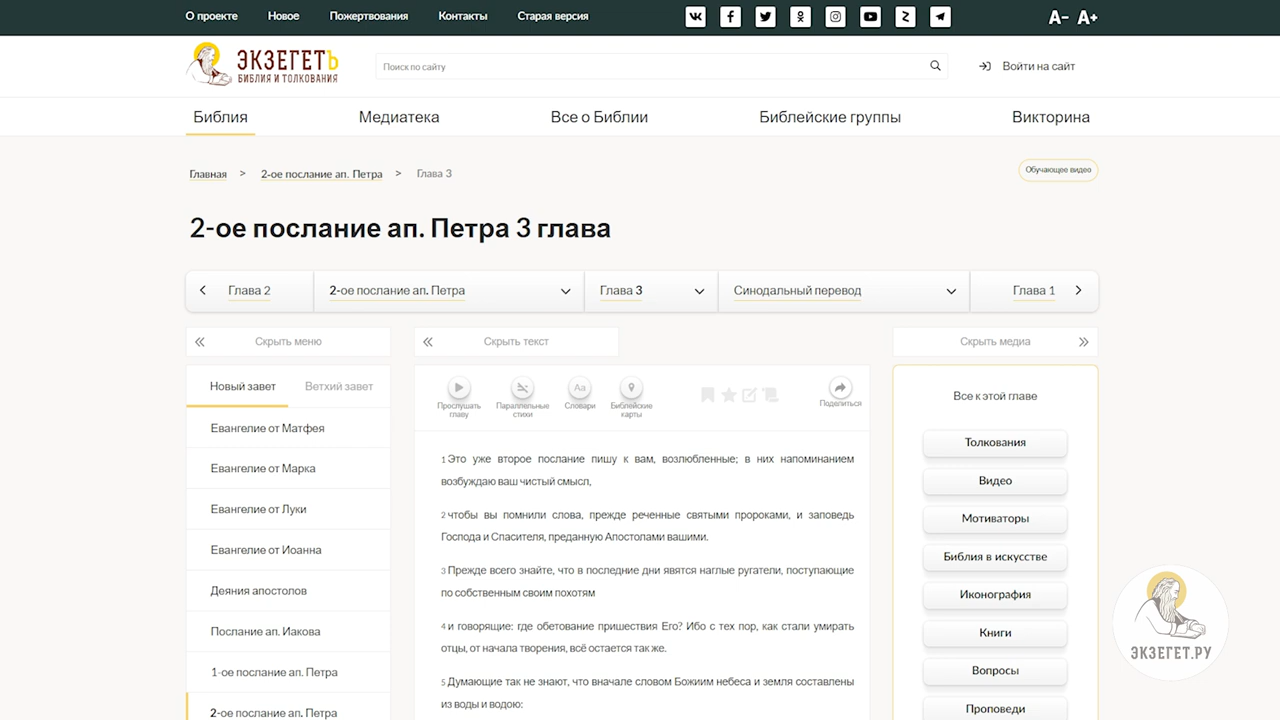 О проекте
Новое
Пожертвования
Контакты
Старая версия
A- A+
ЭКЗЕГЕТЪ
БИБЛИЯ И ТОЛКОВАНИЯ
Поиск по сайту
Войти на сайт
Библия
Медиатека
Все о Библии
Библейские группы
Викторина
Главная > 2-ое послание ап. Петра > Глава 3
Обучающее видео
2-ое послание ап. Петра 3 глава
Глава 2
2-ое послание ап. Петра
Глава 3
Синодальный перевод
Глава 1
Скрыть меню
Скрыть текст
Скрыть медиа
Новый завет
Ветхий завет
Евангелие от Матфея
Евангелие от Марка
Евангелие от Луки
Евангелие от Иоанна
Деяния апостолов
Послание ап. Иакова
1-ое послание ап. Петра
2-ое послание ап. Петра
Прослушать главу
Параллельные стихи
Aa
Словари
Библейские карты
Поделиться
1 Это уже второе послание пишу к вам, возлюбленные; в них напоминанием
возбуждаю ваш чистый смысл,
2 чтобы вы помнили слова, прежде реченные святыми пророками, и заповедь
Господа и Спасителя, преданную Апостолами вашими.
3 Прежде всего знайте, что в последние дни явятся наглые ругатели, поступающие
по собственным своим похотям
4 и говорящие: где обетование пришествия Его? Ибо с тех пор, как стали умирать
отцы, от начала творения, всё остается так же.
5 Думающие так не знают, что вначале словом Божиим небеса и земля составлены
из воды и водою:
Все к этой главе
Толкования
Видео
Мотиваторы
Библия в искусстве
Иконография
Книги
Вопросы
Проповеди
ЭКЗЕГЕТ.РУ